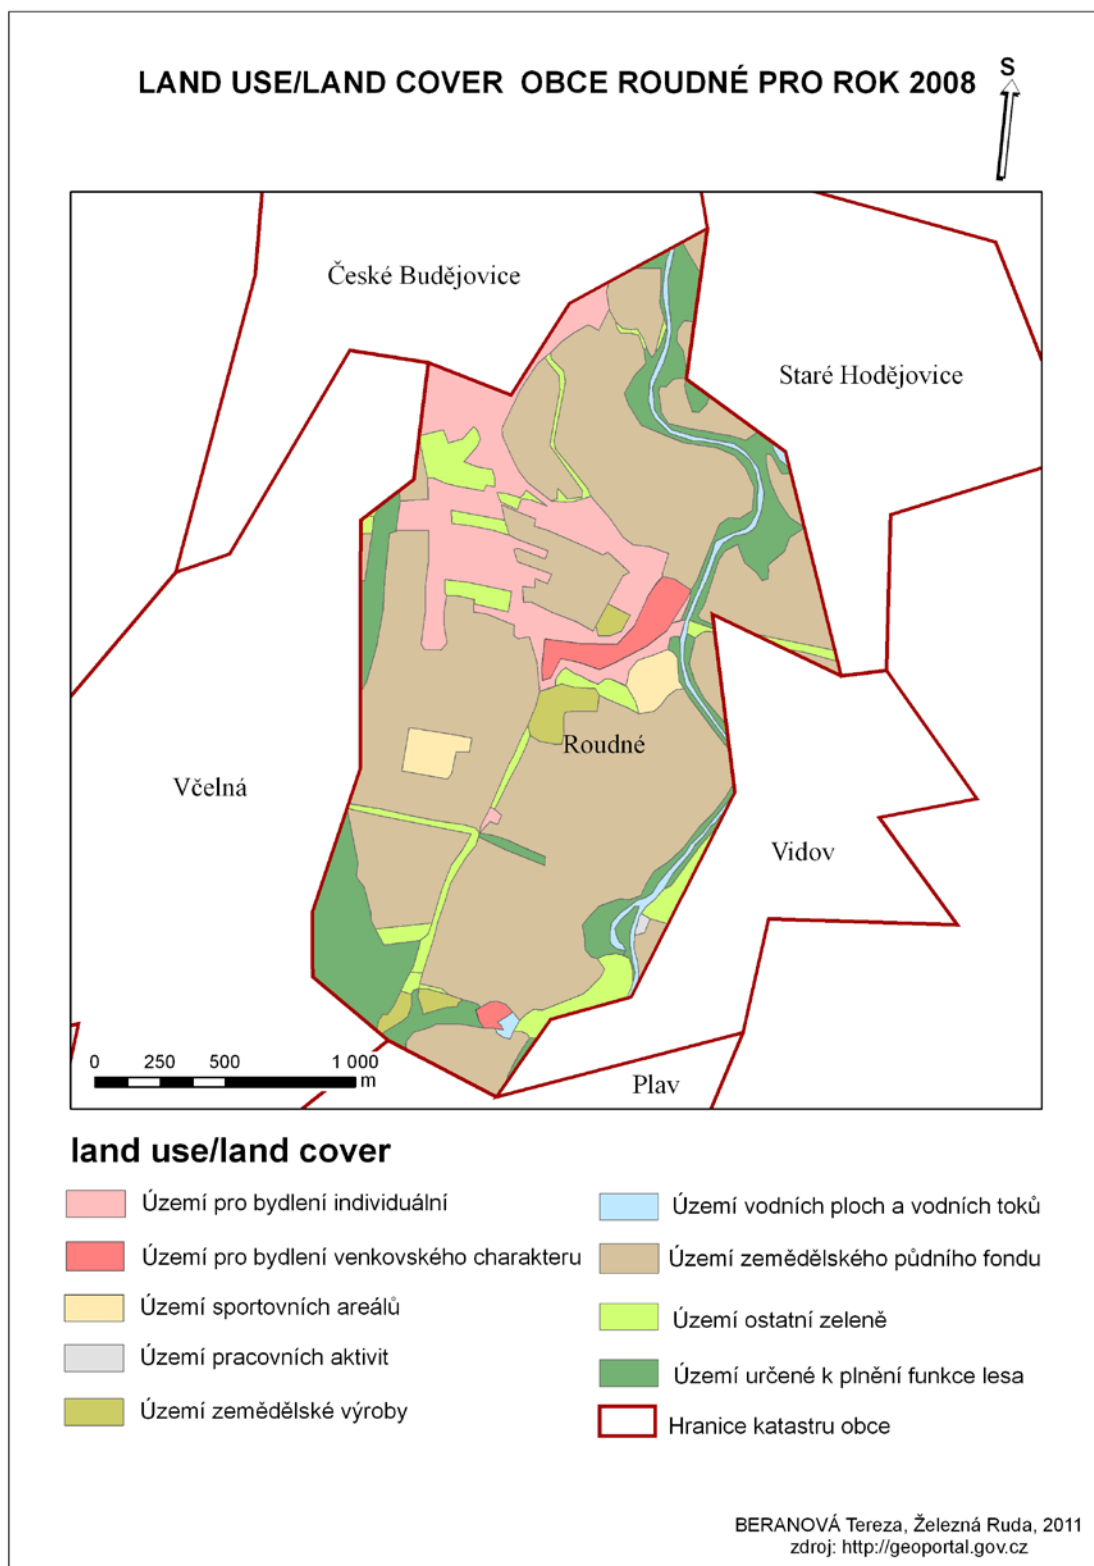 LAND USE/LAND COVER OBCE ROUDNÉ PRO ROK 2008
S
České Budějovice
Staré Hodějovice
Roudné
Včelná
Vidov
Plav
0 250 500 1 000
m
land use/land cover
Území pro bydlení individuální
Území pro bydlení venkovského charakteru
Území sportovních areálů
Území pracovních aktivit
Území zemědělské výroby
Území vodních ploch a vodních toků
Území zemědělského půdního fondu
Území ostatní zeleně
Území určené k plnění funkce lesa
Hranice katastru obce
BERANOVÁ Tereza, Železná Ruda, 2011
zdroj: http://geoportal.gov.cz